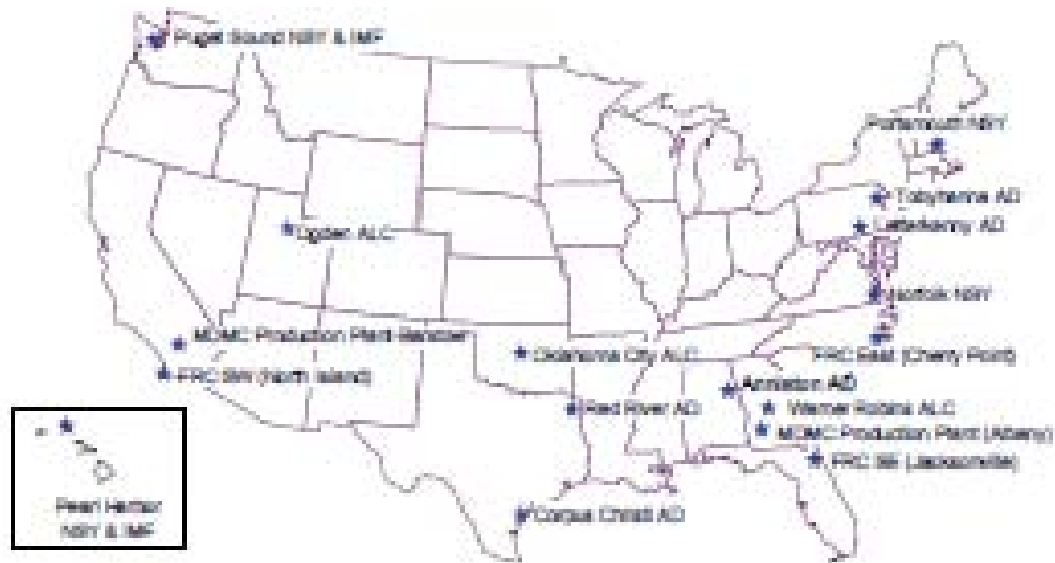 Puget Sound NSY & IMF
Portsmouth NSY
Tobyhanna AD
Letterkenny AD
Ogden ALC
Norfolk NSY
MDMC Production Plant-Barstow
Oklahoma City ALC
FRC East (Cherry Point)
FRC SW (North Island)
Anniston AD
Red River AD
Warner Robins ALC
MDMC Production Plant (Albany)
FRC SE (Jacksonville)
Pearl Harbor
NSY & IMF
Corpus Christi AD